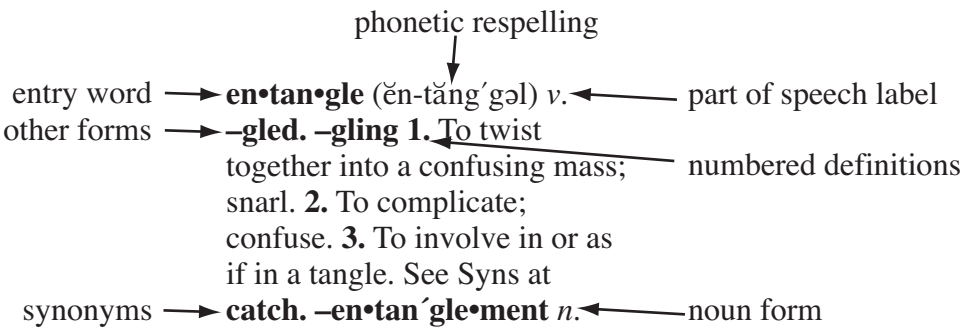 phonetic respelling
entry word en•tan•gle (ĕn-tăng´gəl) v. part of speech label
other forms –gled. –gling 1. To twist
together into a confusing mass; numbered definitions
snarl. 2. To complicate;
confuse. 3. To involve in or as
if in a tangle. See Syns at
synonyms catch. –en•tan´gle•ment n. noun form